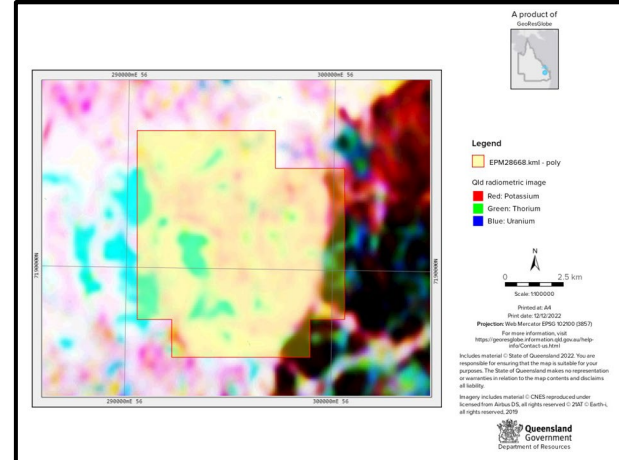 A product of
GeoResGlobe
290000mE 56
300000mE 56
7190000N
7190000N
290000mE 56
300000mE 56
Legend
EPM28668.kml - poly
Qld radiometric image
Red: Potassium
Green: Thorium
Blue: Uranium
N
0
2.5 km
Scale: 1:100000
Printed at: A4
Print date: 12/12/2022
Projection: Web Mercator EPSG 102100 (3857)
For more information, visit
https://georesglobe.information.qld.gov.au/help-
info/Contact-us.html
Includes material © State of Queensland 2022. You are
responsible for ensuring that the map is suitable for your
purposes. The State of Queensland makes no representation
or warranties in relation to the map contents and disclaims
all liability.
Imagery includes material © CNES reproduced under
licensed from Airbus DS, all rights reserved © 21AT © Earth-i,
all rights reserved, 2019
Queensland
Government
Department of Resources